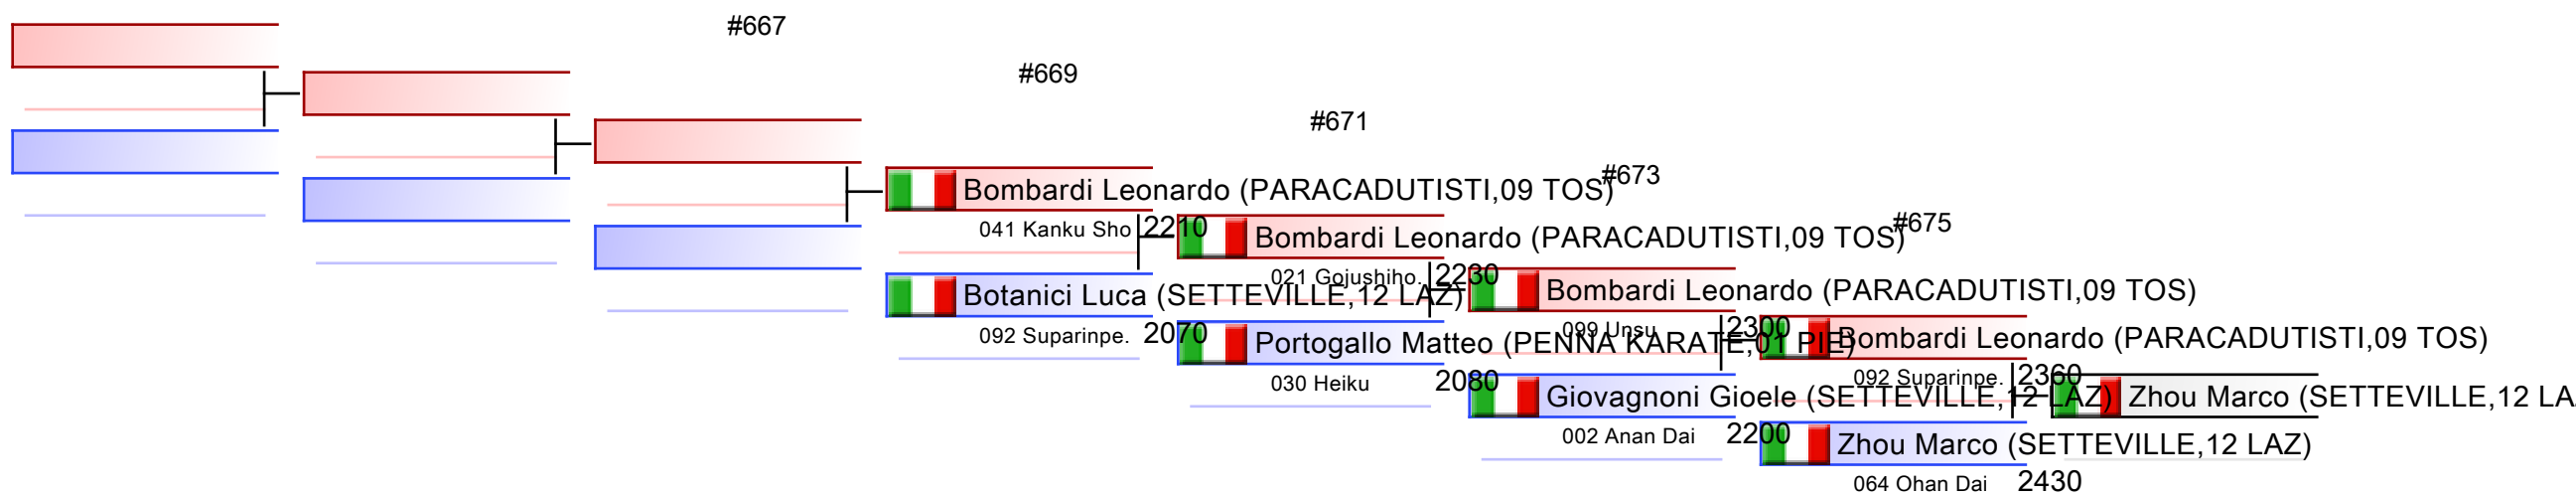 #667
#669
#671
#673
#675
Bombardi Leonardo (PARACADUTISTI,09 TOS)
041 Kanku Sho 2210
Botanici Luca (SETTEVILLE,12 LAZ)
092 Suparinpe. 2070
Bombardi Leonardo (PARACADUTISTI,09 TOS)
021 Gojushiho. 2230
Portogallo Matteo (PENNA KARATE,01 PIE)
030 Heiku 2080
Bombardi Leonardo (PARACADUTISTI,09 TOS)
099 Unsu 2300
Giovagnoni Gioele (SETTEVILLE,12 LAZ)
002 Anan Dai 2200
Bombardi Leonardo (PARACADUTISTI,09 TOS)
092 Suparinpe. 2360
Zhou Marco (SETTEVILLE,12 LAZ)
064 Ohan Dai 2430
Zhou Marco (SETTEVILLE,12 LA